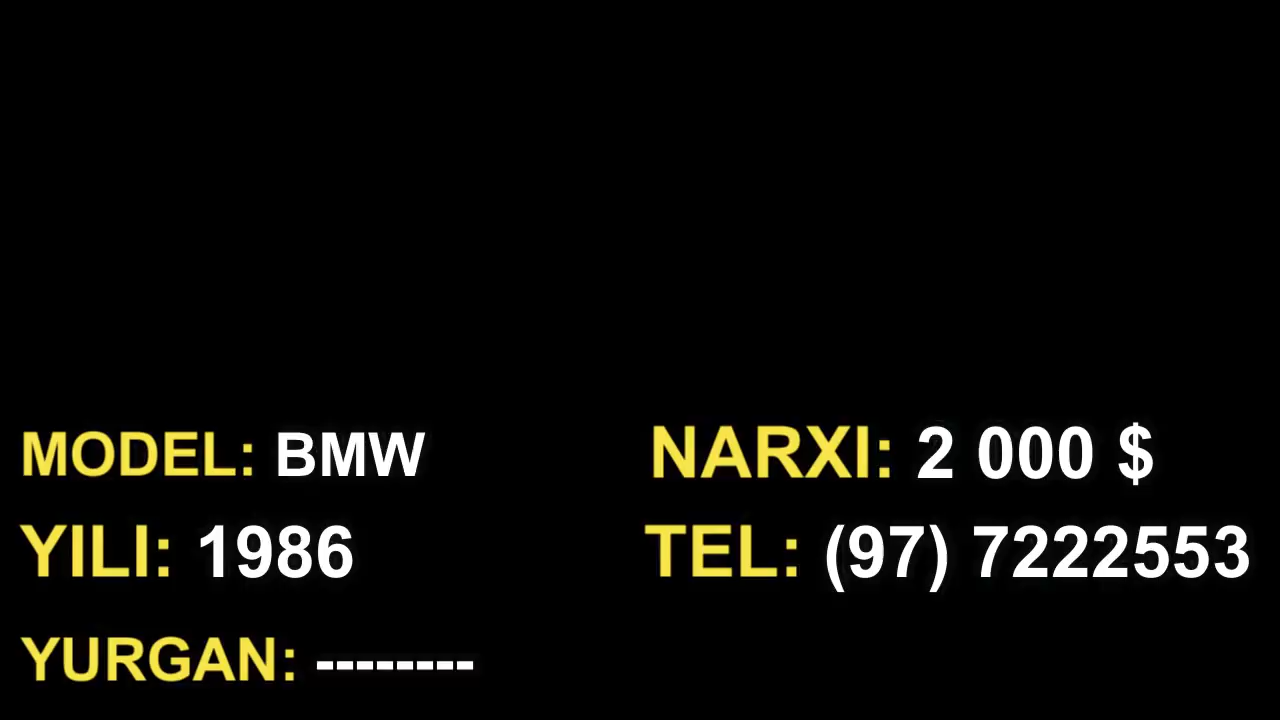 MODEL: BMW
NARXI: 2 000 $
YILI: 1986
TEL: (97) 7222553
YURGAN: --------